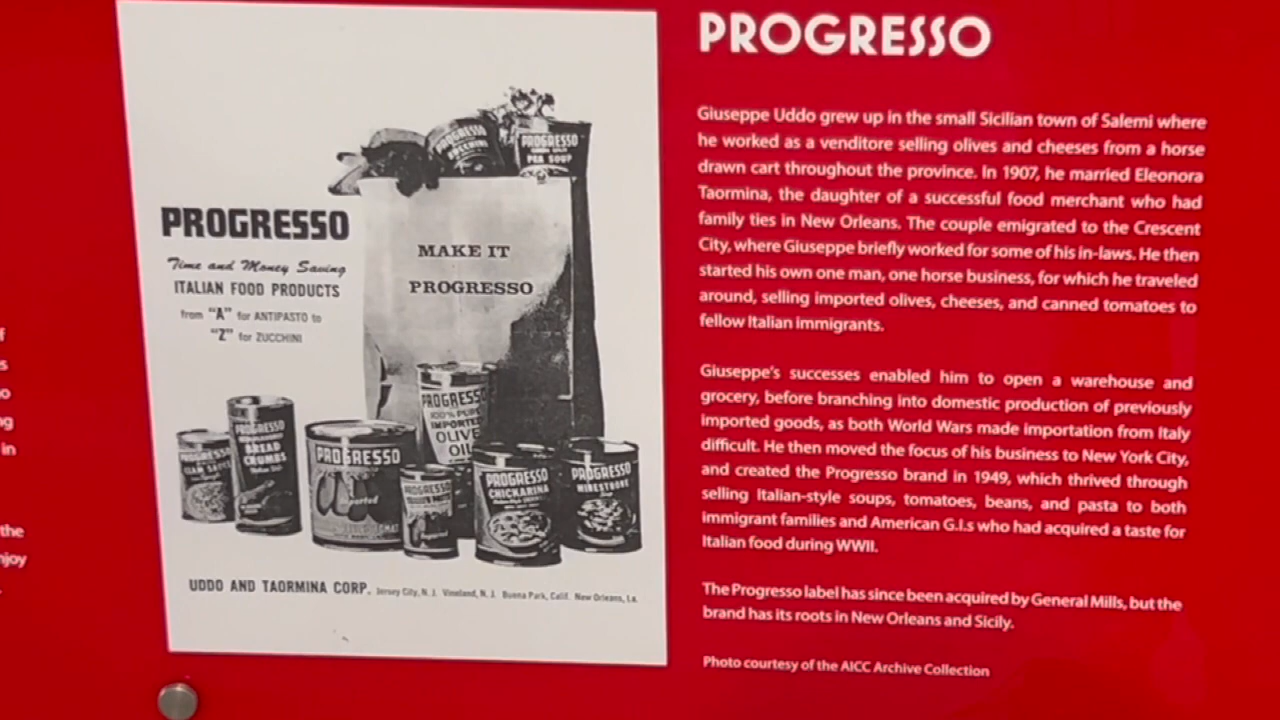 f
s
o
ng
in
the
njoy
PROGRESSO
Time and Money Saving
ITALIAN FOOD PRODUCTS
from "A" for ANTIPASTO to
"Z" for ZUCCHINI
PROGRESSO
ZUCCHINI
PROGRESSO
PEA SOUP
MAKE IT
PROGRESSO
PROGRESSO
CLAM SAUCE
PROGRESSO
BREAD
CRUMBS
PROGRESSO
Imported
PROGRESSO
100% PURE
IMPORTED
OLIVE
OIL
PROGRESSO
Imported
PROGRESSO
CHICKARINA
PROGRESSO
MINESTRONE
UDDO AND TAORMINA CORP. Jersey City, N. J. Vineland, N. J. Buena Park, Calif. New Orleans, La.
PROGRESSO
Giuseppe Uddo grew up in the small Sicilian town of Salemi where
he worked as a venditore selling olives and cheeses from a horse
drawn cart throughout the province. In 1907, he married Eleonora
Taormina, the daughter of a successful food merchant who had
family ties in New Orleans. The couple emigrated to the Crescent
City, where Giuseppe briefly worked for some of his in-laws. He then
started his own one man, one horse business, for which he traveled
around, selling imported olives, cheeses, and canned tomatoes to
fellow Italian immigrants.
Giuseppe's successes enabled him to open a warehouse and
grocery, before branching into domestic production of previously
imported goods, as both World Wars made importation from Italy
difficult. He then moved the focus of his business to New York City,
and created the Progresso brand in 1949, which thrived through
selling Italian-style soups, tomatoes, beans, and pasta to both
immigrant families and American G.I.s who had acquired a taste for
Italian food during WWII.
The Progresso label has since been acquired by General Mills, but the
brand has its roots in New Orleans and Sicily.
Photo courtesy of the AICC Archive Collection